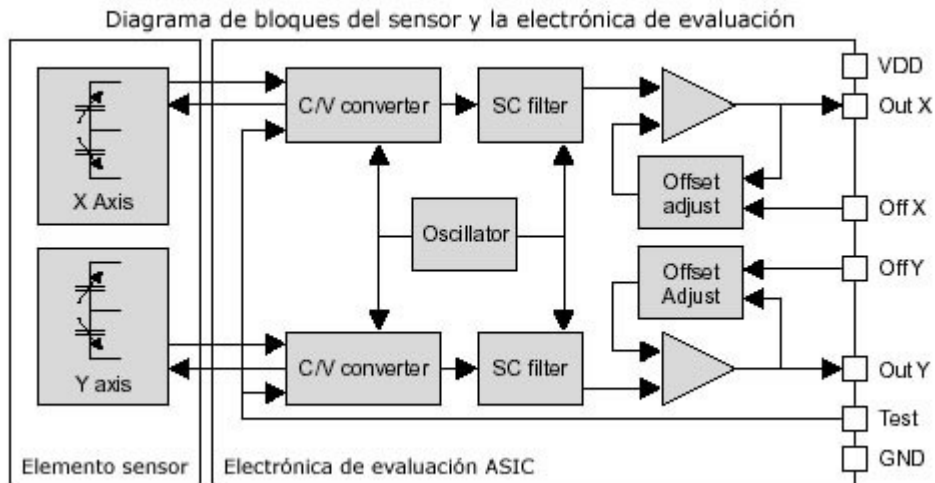 Diagrama de bloques del sensor y la electrónica de evaluación
X Axis
C/V converter
SC filter
VDD
Out X
Offset
adjust
Off X
Oscillator
Y axis
C/V converter
SC filter
Offset
Adjust
Off Y
Out Y
Test
GND
Elemento sensor
Electrónica de evaluación ASIC